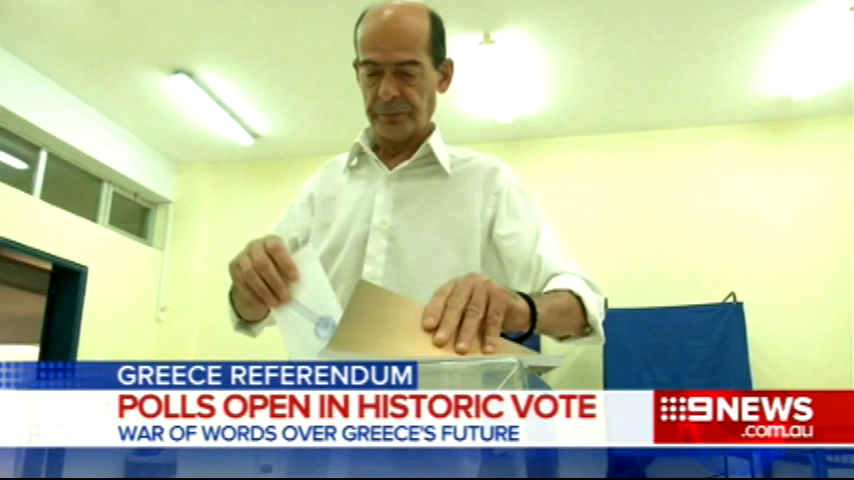 GREECE REFERENDUM
POLLS OPEN IN HISTORIC VOTE
WAR OF WORDS OVER GREECE'S FUTURE
9NEWS
.com.au